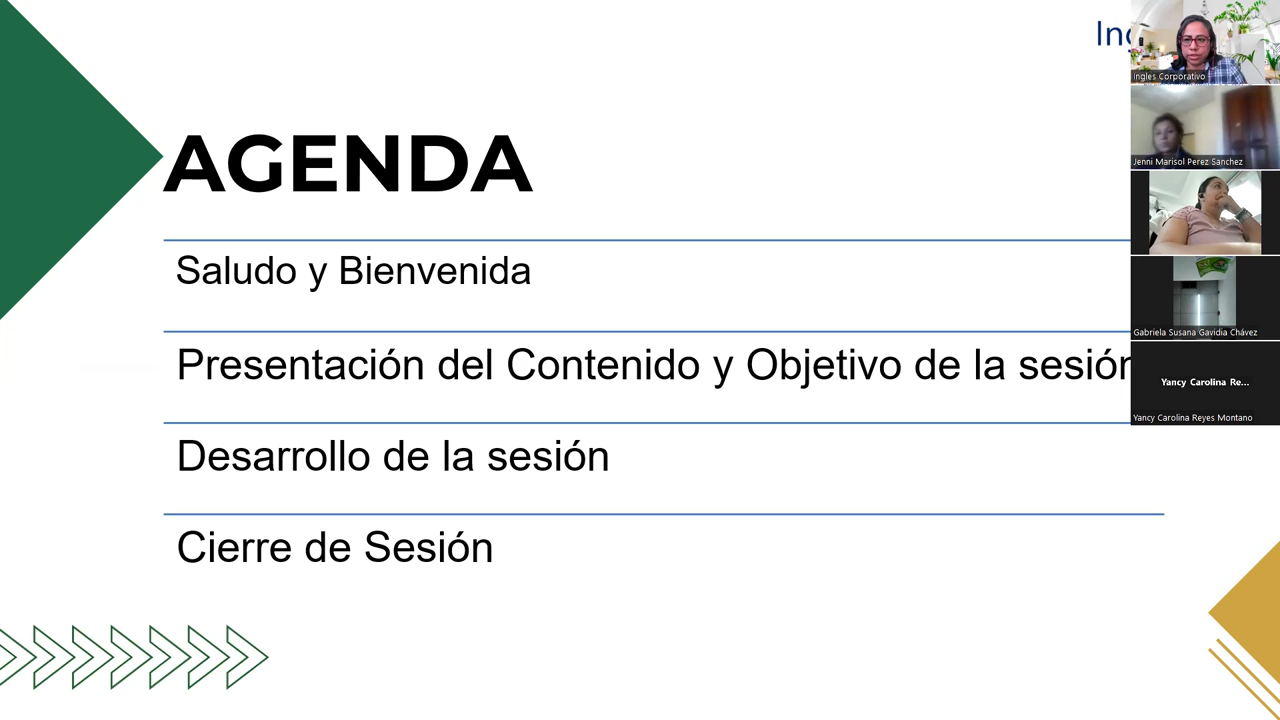 AGENDA
Saludo y Bienvenida
Presentación del Contenido y Objetivo de la sesión
Desarrollo de la sesión
Cierre de Sesión
Ingles Corporativo
Jenni Marisol Perez Sanchez
Gabriela Susana Gavidia Chávez
Yancy Carolina Re...
Yancy Carolina Reyes Montano